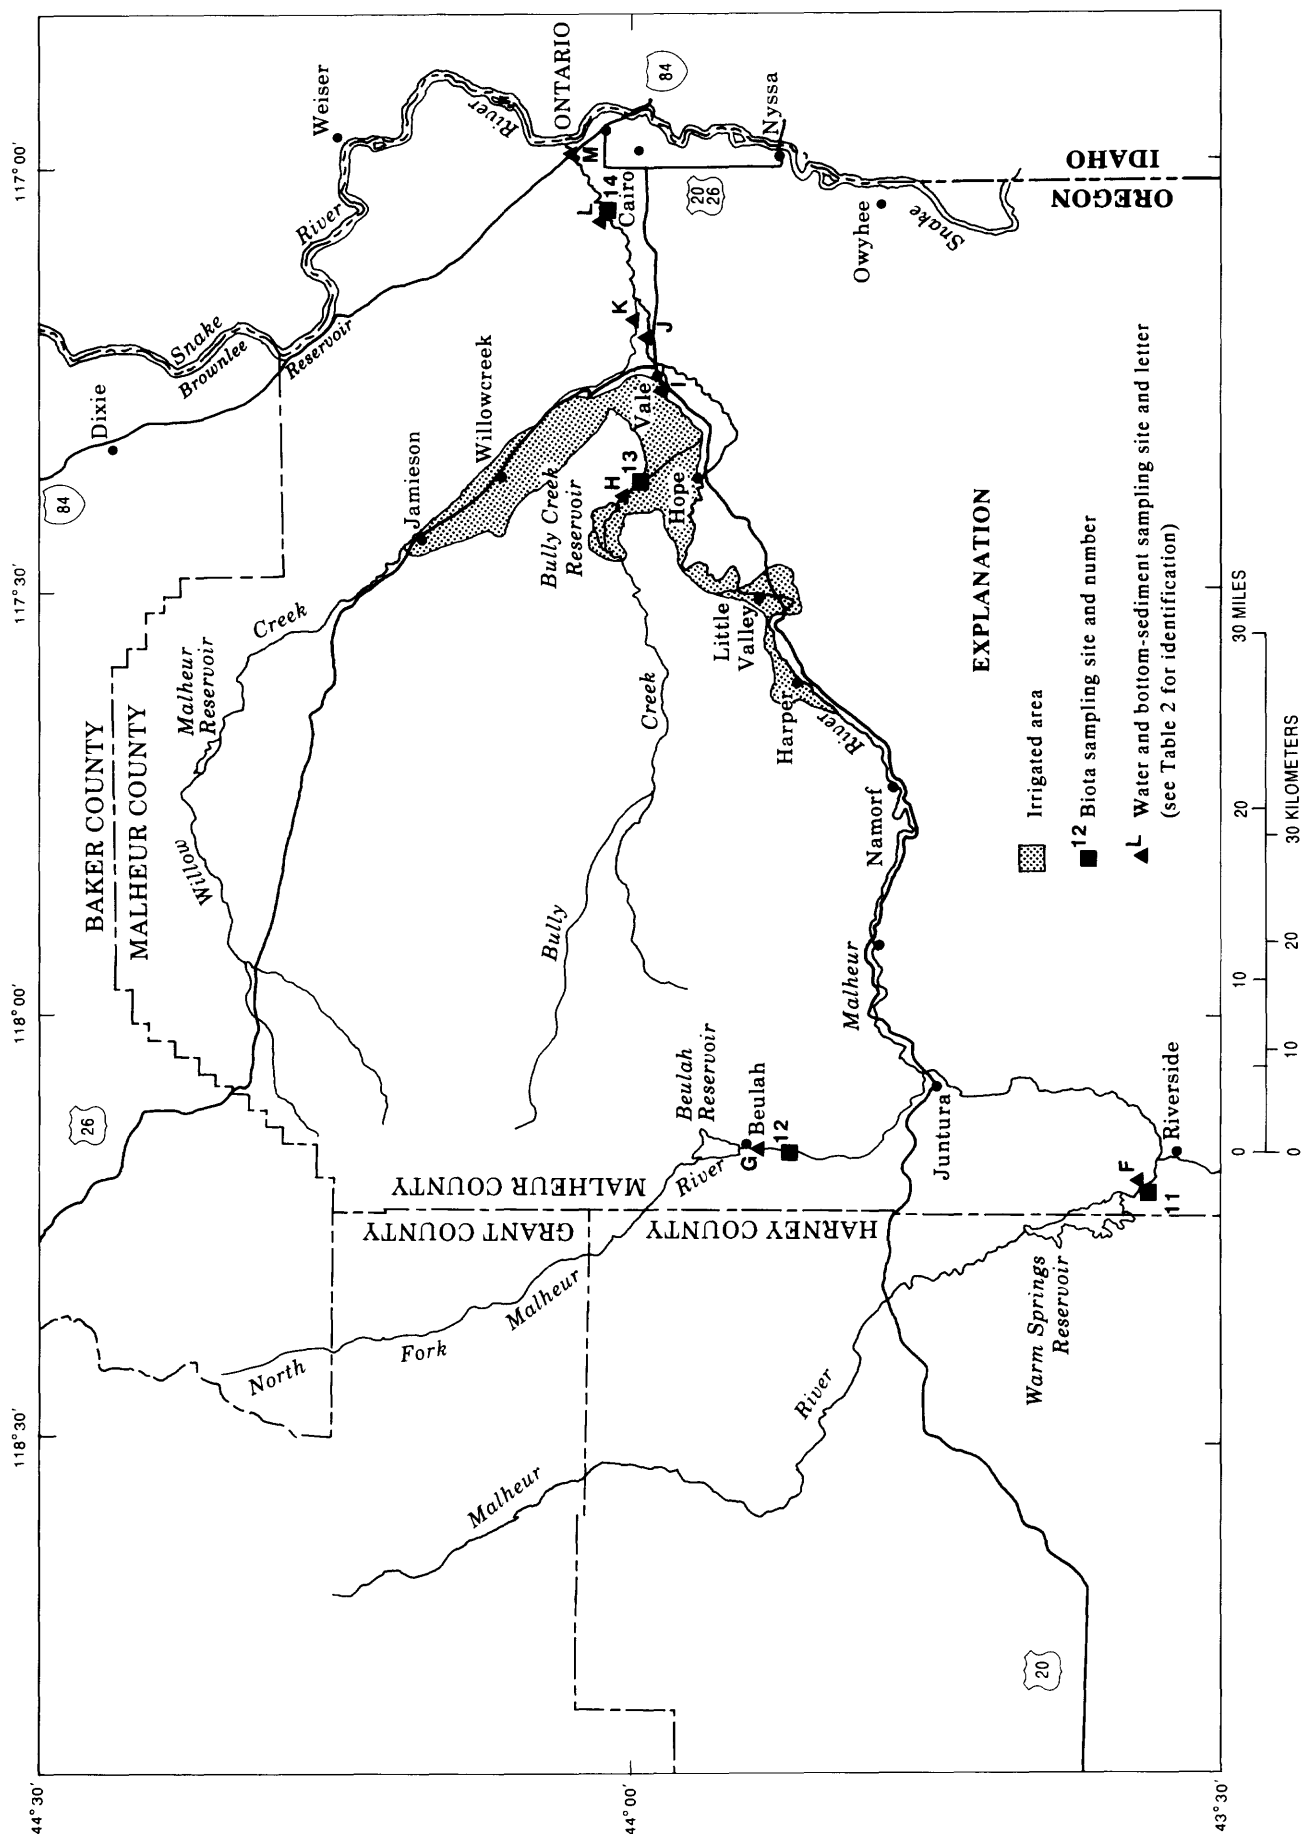 118°30'
118°00'
117°30'
117°00'
44°30'
44°00'
43°30'
26
84
84
20
26
20
BAKER COUNTY
MALHEUR COUNTY
GRANT COUNTY
MALHEUR COUNTY
HARNEY COUNTY
OREGON
IDAHO
Dixie
Snake
Brownlee
Reservoir
River
Weiser
River
ONTARIO
M
14
L
Cairo
Nyssa
Owyhee
Snake
K
J
I
Vale
Willowcreek
Jamieson
Creek
Malheur
Reservoir
Willow
Bully Creek
Reservoir
H
13
Hope
Little
Valley
Harper
River
Namorf
Malheur
Creek
Bully
Beulah
Reservoir
Beulah
G
12
River
Juntura
Riverside
F
11
Warm Springs
Reservoir
North
Fork
Malheur
Malheur
River
EXPLANATION
Irrigated area
12 Biota sampling site and number
L Water and bottom-sediment sampling site and letter
(see Table 2 for identification)
0 10 20 30 MILES
0 10 20 30 KILOMETERS